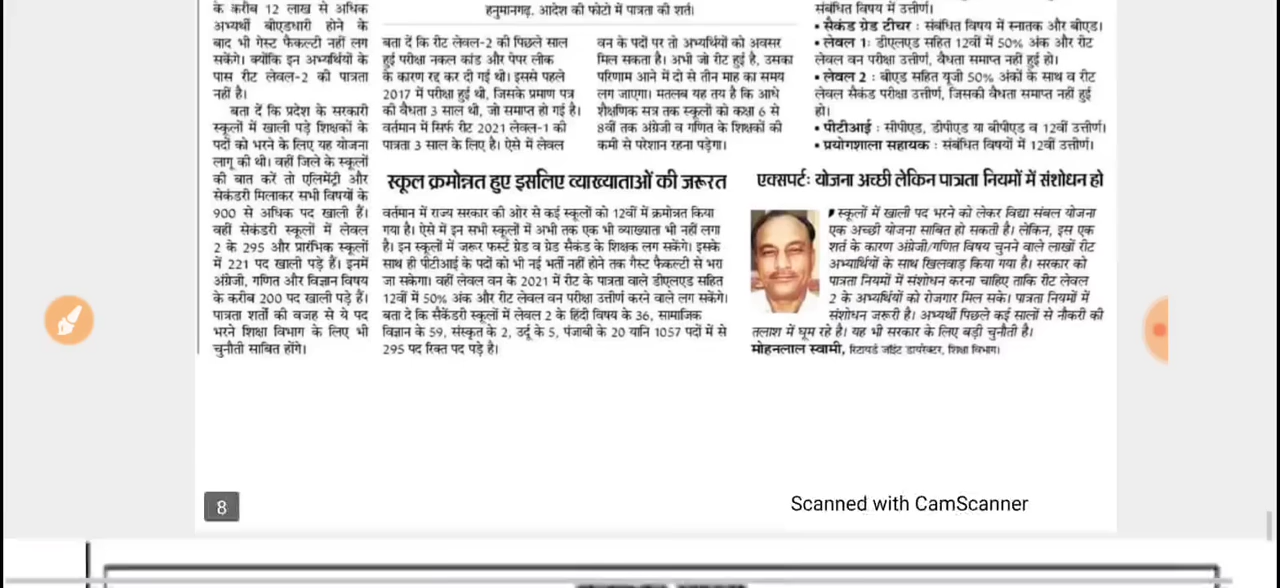 के करीब 12 लाख से अधिक
अभ्यर्थी बीएडधारी होने के
बाद भी गेस्ट फैकल्टी नहीं लग
सकेंगे। क्योंकि इन अभ्यर्थियों के
पास रीट लेवल-2 की पात्रता
नहीं है।
बता दें कि प्रदेश के सरकारी
स्कूलों में खाली पड़े शिक्षकों के
पदों को भरने के लिए यह योजना
लागू की थी। वहीं जिले के स्कूलों
की बात करें तो एलिमेंट्री और
सेकंडरी मिलाकर सभी विषयों के
900 से अधिक पद खाली हैं।
वहीं सेकंडरी स्कूलों में लेवल
2 के 295 और प्रारंभिक स्कूलों
में 221 पद खाली पड़े हैं। इनमें
अंग्रेजी, गणित और विज्ञान विषय
के करीब 200 पद खाली पड़े हैं।
पात्रता शर्तों की वजह से ये पद
भरने शिक्षा विभाग के लिए भी
चुनौती साबित होंगे।
हनुमानगढ़. आदेश की फोटो में पात्रता की शर्त।
बता दें कि रीट लेवल-2 की पिछले साल
हुई परीक्षा नकल कांड और पेपर लीक
के कारण रद्द कर दी गई थी। इससे पहले
2017 में परीक्षा हुई थी, जिसके प्रमाण पत्र
की वैधता 3 साल थी, जो समाप्त हो गई है।
वर्तमान में सिर्फ रीट 2021 लेवल-1 की
पात्रता 3 साल के लिए है। ऐसे में लेवल
वन के पदों पर तो अभ्यर्थियों को अवसर
मिल सकता है। अभी जो रीट हुई है, उसका
परिणाम आने में दो से तीन माह का समय
लग जाएगा। मतलब यह तय है कि आधे
शैक्षणिक सत्र तक स्कूलों को कक्षा 6 से
8वीं तक अंग्रेजी व गणित के शिक्षकों की
कमी से परेशान रहना पड़ेगा।
संबंधित विषय में उत्तीर्ण।
• सैकंड ग्रेड टीचर : संबंधित विषय में स्नातक और बीएड।
• लेवल 1: डीएलएड सहित 12वीं में 50% अंक और रीट
लेवल वन परीक्षा उत्तीर्ण, वैधता समाप्त नहीं हुई हो।
• लेवल 2 : बीएड सहित यूजी 50% अंकों के साथ व रीट
लेवल सैकंड परीक्षा उत्तीर्ण, जिसकी वैधता समाप्त नहीं हुई
हो।
• पीटीआई : सीपीएड, डीपीएड या बीपीएड व 12वीं उत्तीर्ण।
• प्रयोगशाला सहायक : संबंधित विषयों में 12वीं उत्तीर्ण।
स्कूल क्रमोन्नत हुए इसलिए व्याख्याताओं की जरूरत
वर्तमान में राज्य सरकार की ओर से कई स्कूलों को 12वीं में क्रमोन्नत किया
गया है। ऐसे में इन सभी स्कूलों में अभी तक एक भी व्याख्याता भी नहीं लगा
है। इन स्कूलों में जरूर फर्स्ट ग्रेड व ग्रेड सैकंड के शिक्षक लग सकेंगे। इसके
साथ ही पीटीआई के पदों को भी नई भर्ती नहीं होने तक गैस्ट फैकल्टी से भरा
जा सकेगा। वहीं लेवल वन के 2021 में रीट के पात्रता वाले डीएलएड सहित
12वीं में 50% अंक और रीट लेवल वन परीक्षा उत्तीर्ण करने वाले लग सकेंगे।
बता दे कि सैकेंडरी स्कूलों में लेवल 2 के हिंदी विषय के 36, सामाजिक
विज्ञान के 59, संस्कृत के 2, उर्दू के 5, पंजाबी के 20 यानि 1057 पदों में से
295 पद रिक्त पद पड़े है।
एक्सपर्ट: योजना अच्छी लेकिन पात्रता नियमों में संशोधन हो
स्कूलों में खाली पद भरने को लेकर विद्या संबल योजना
एक अच्छी योजना साबित हो सकती है। लेकिन, इस एक
शर्त के कारण अंग्रेजी/गणित विषय चुनने वाले लाखों रीट
अभ्यार्थियों के साथ खिलवाड़ किया गया है। सरकार को
पात्रता नियमों में संशोधन करना चाहिए ताकि रीट लेवल
2 के अभ्यर्थियों को रोजगार मिल सके। पात्रता नियमों में
संशोधन जरूरी है। अभ्यर्थी पिछले कई सालों से नौकरी की
तलाश में घूम रहे है। यह भी सरकार के लिए बड़ी चुनौती है।
मोहनलाल स्वामी, रिटायर्ड जॉइंट डायरेक्टर, शिक्षा विभाग।
8
Scanned with CamScanner